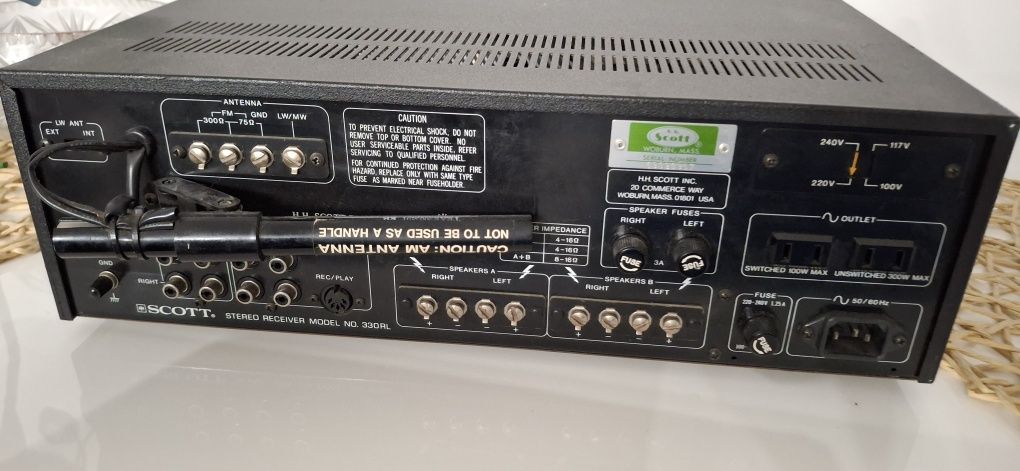 LW ANT
EXT INT
ANTENNA
FM
300Ω 75Ω GND LW/MW
CAUTION
TO PREVENT ELECTRICAL SHOCK, DO NOT
REMOVE TOP OR BOTTOM COVER. NO
USER SERVICEABLE PARTS INSIDE. REFER
SERVICING TO QUALIFIED PERSONNEL.
FOR CONTINUED PROTECTION AGAINST FIRE
HAZARD, REPLACE ONLY WITH SAME TYPE
FUSE AS MARKED NEAR FUSEHOLDER.
Scott
WOBURN, MASS.
SERIAL NUMBER
H.H. SCOTT INC.
20 COMMERCE WAY
WOBURN, MASS. 01801 USA
240V 117V
220V 100V
H.H. SCOTT
CAUTION: AM ANTENNA
NOT TO BE USED AS A HANDLE
IMPEDANCE
4-16Ω
4-16Ω
A+B 8-16Ω
SPEAKER FUSES
RIGHT LEFT
FUSE 3A FUSE
OUTLET
SWITCHED 100W MAX UNSWITCHED 300W MAX
GND
RIGHT
REC/PLAY
SPEAKERS A
RIGHT LEFT
+ − − +
SPEAKERS B
RIGHT LEFT
+ − − +
FUSE
220-240V 1.25A
FUSE
50/60Hz
SCOTT®
STEREO RECEIVER MODEL NO. 330RL